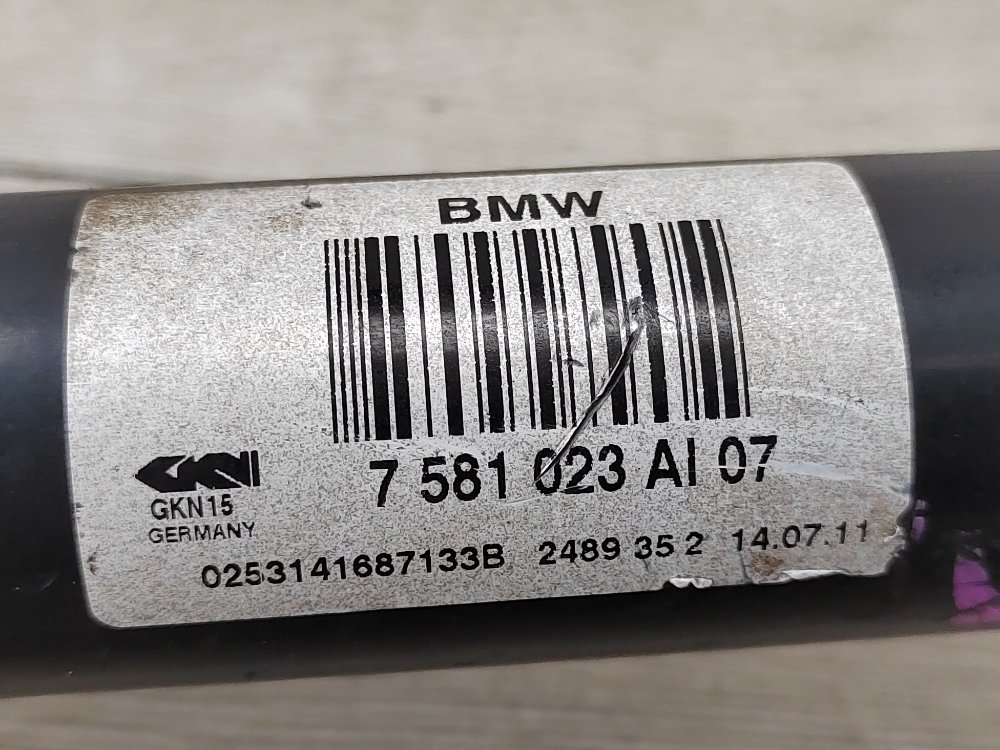 BMW
7 581 023 AI 07
GKN
GKN15
GERMANY
0253141687133B 2489 35 2 14.07.11